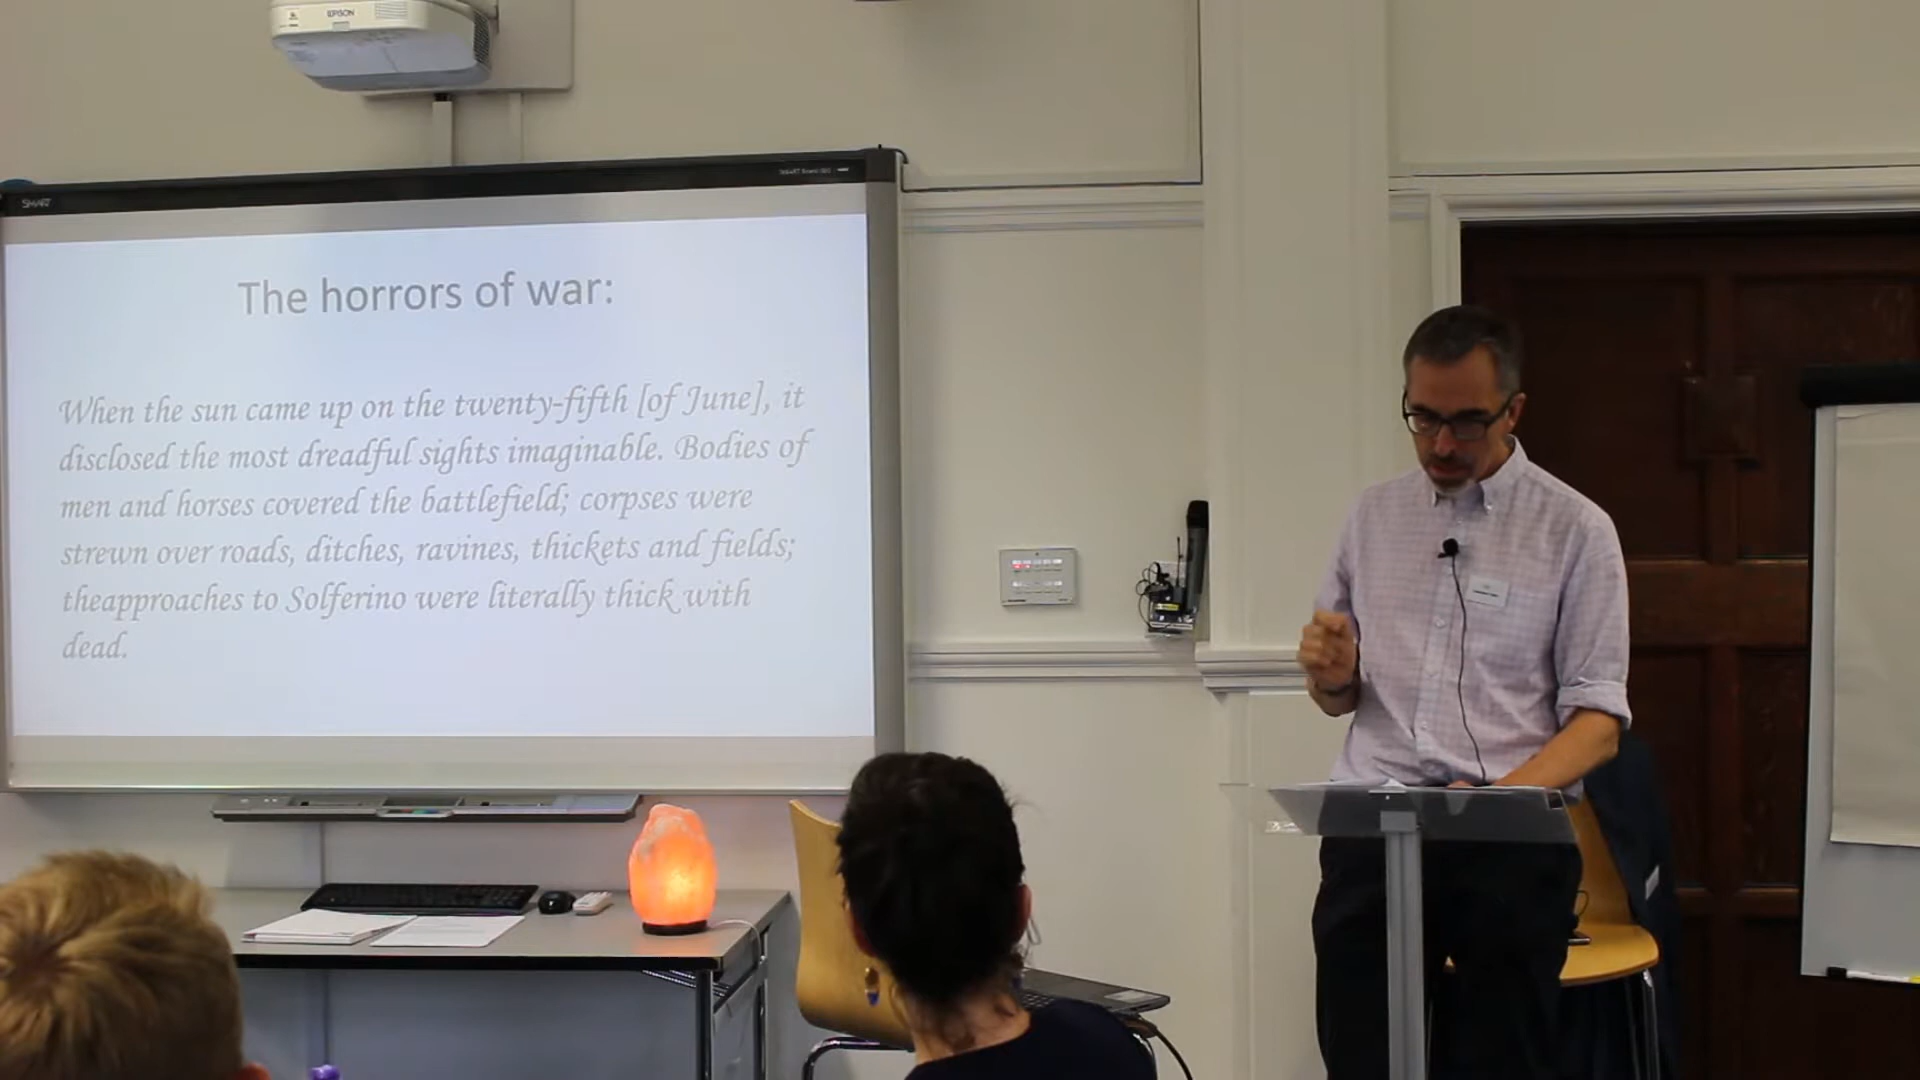 EPSON
SMART
The horrors of war:
When the sun came up on the twenty-fifth [of June], it
disclosed the most dreadful sights imaginable. Bodies of
men and horses covered the battlefield; corpses were
strewn over roads, ditches, ravines, thickets and fields;
theapproaches to Solferino were literally thick with
dead.